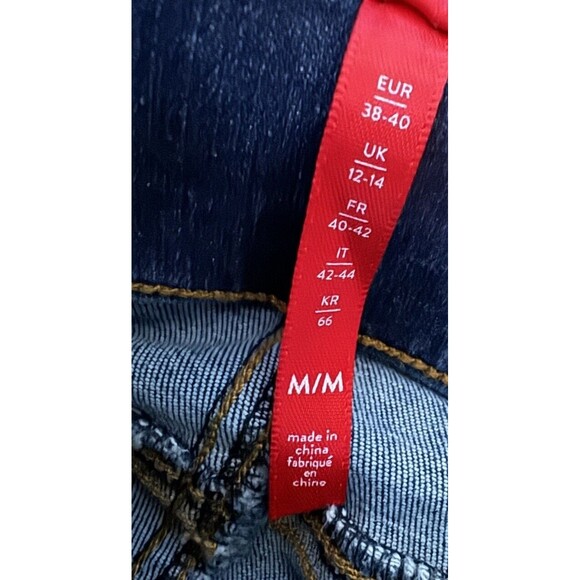 EUR
38-40
UK
12-14
FR
40-42
IT
42-44
KR
66
M/M
made in
china
fabriqué
en
chine